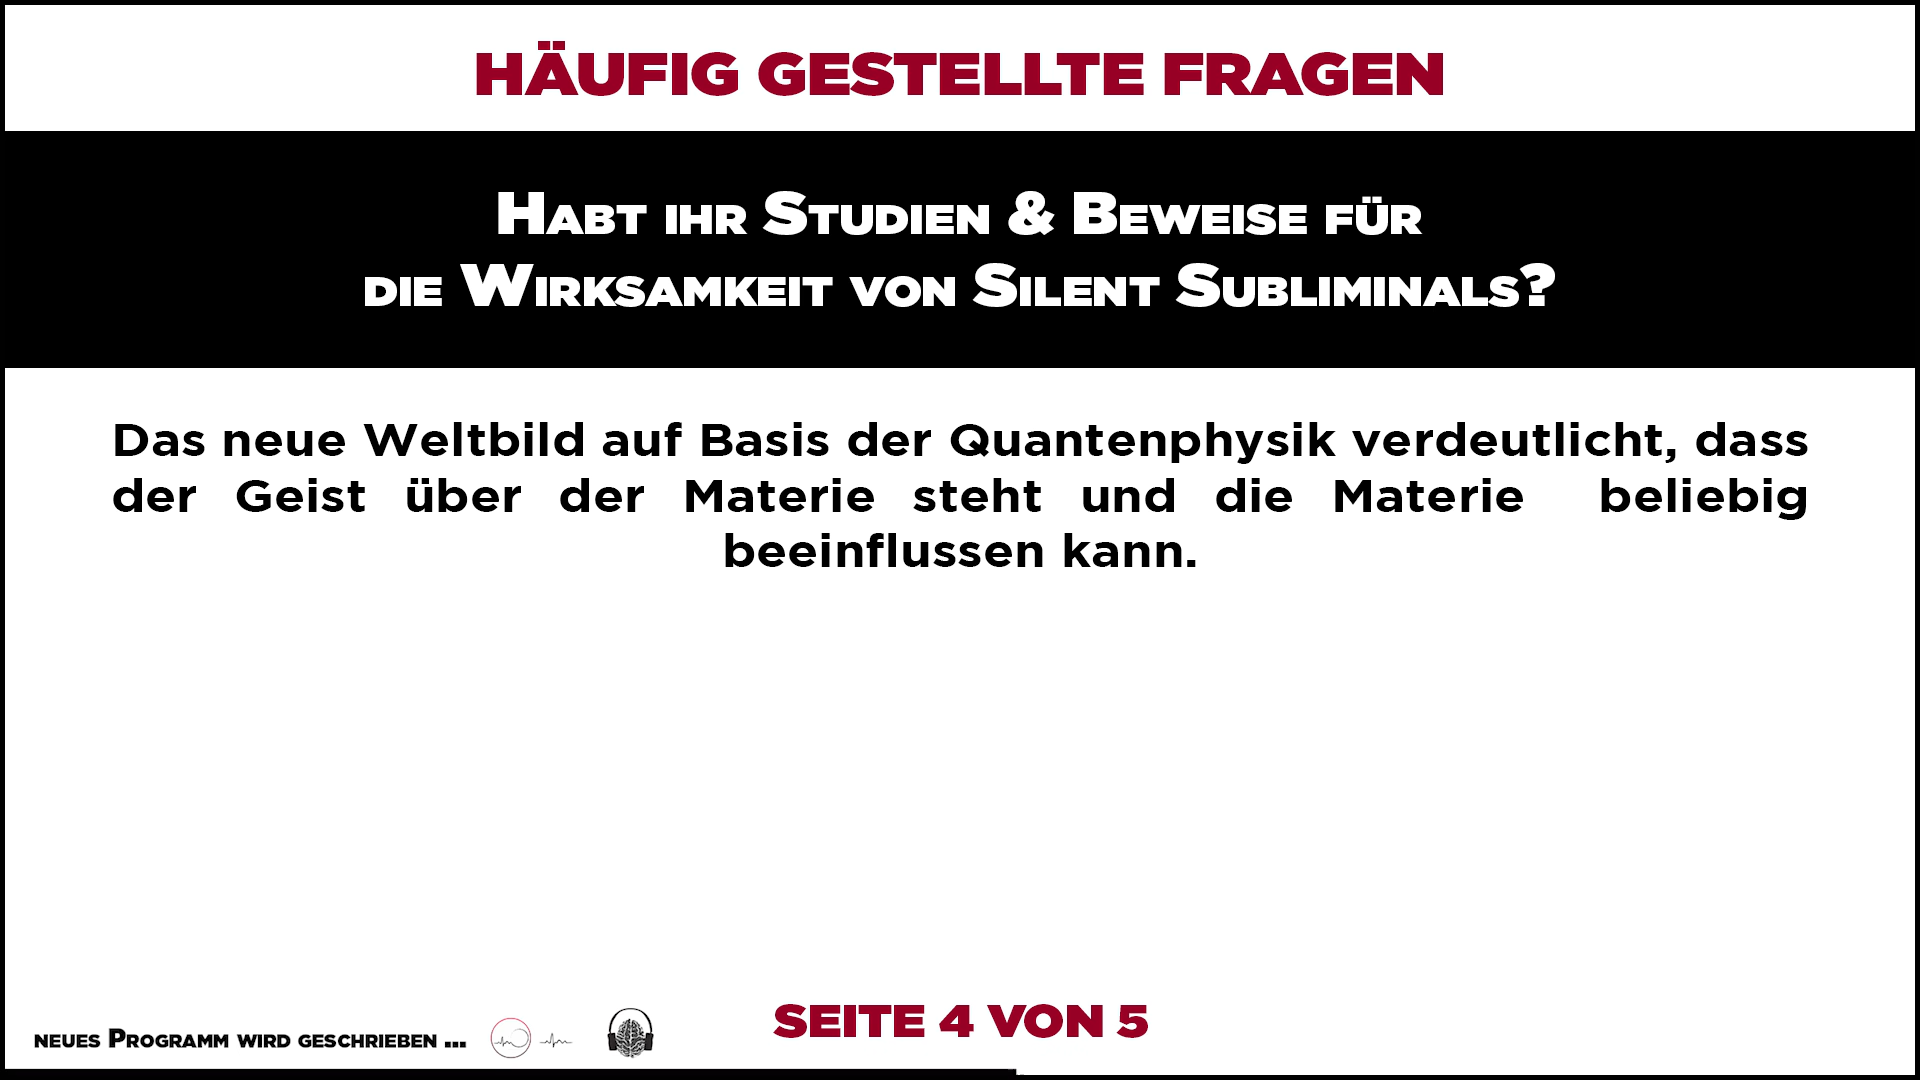 HÄUFIG GESTELLTE FRAGEN
Habt ihr Studien & Beweise für
die Wirksamkeit von Silent Subliminals?
Das neue Weltbild auf Basis der Quantenphysik verdeutlicht, dass
der Geist über der Materie steht und die Materie beliebig
beeinflussen kann.
SEITE 4 VON 5
neues Programm wird geschrieben ...